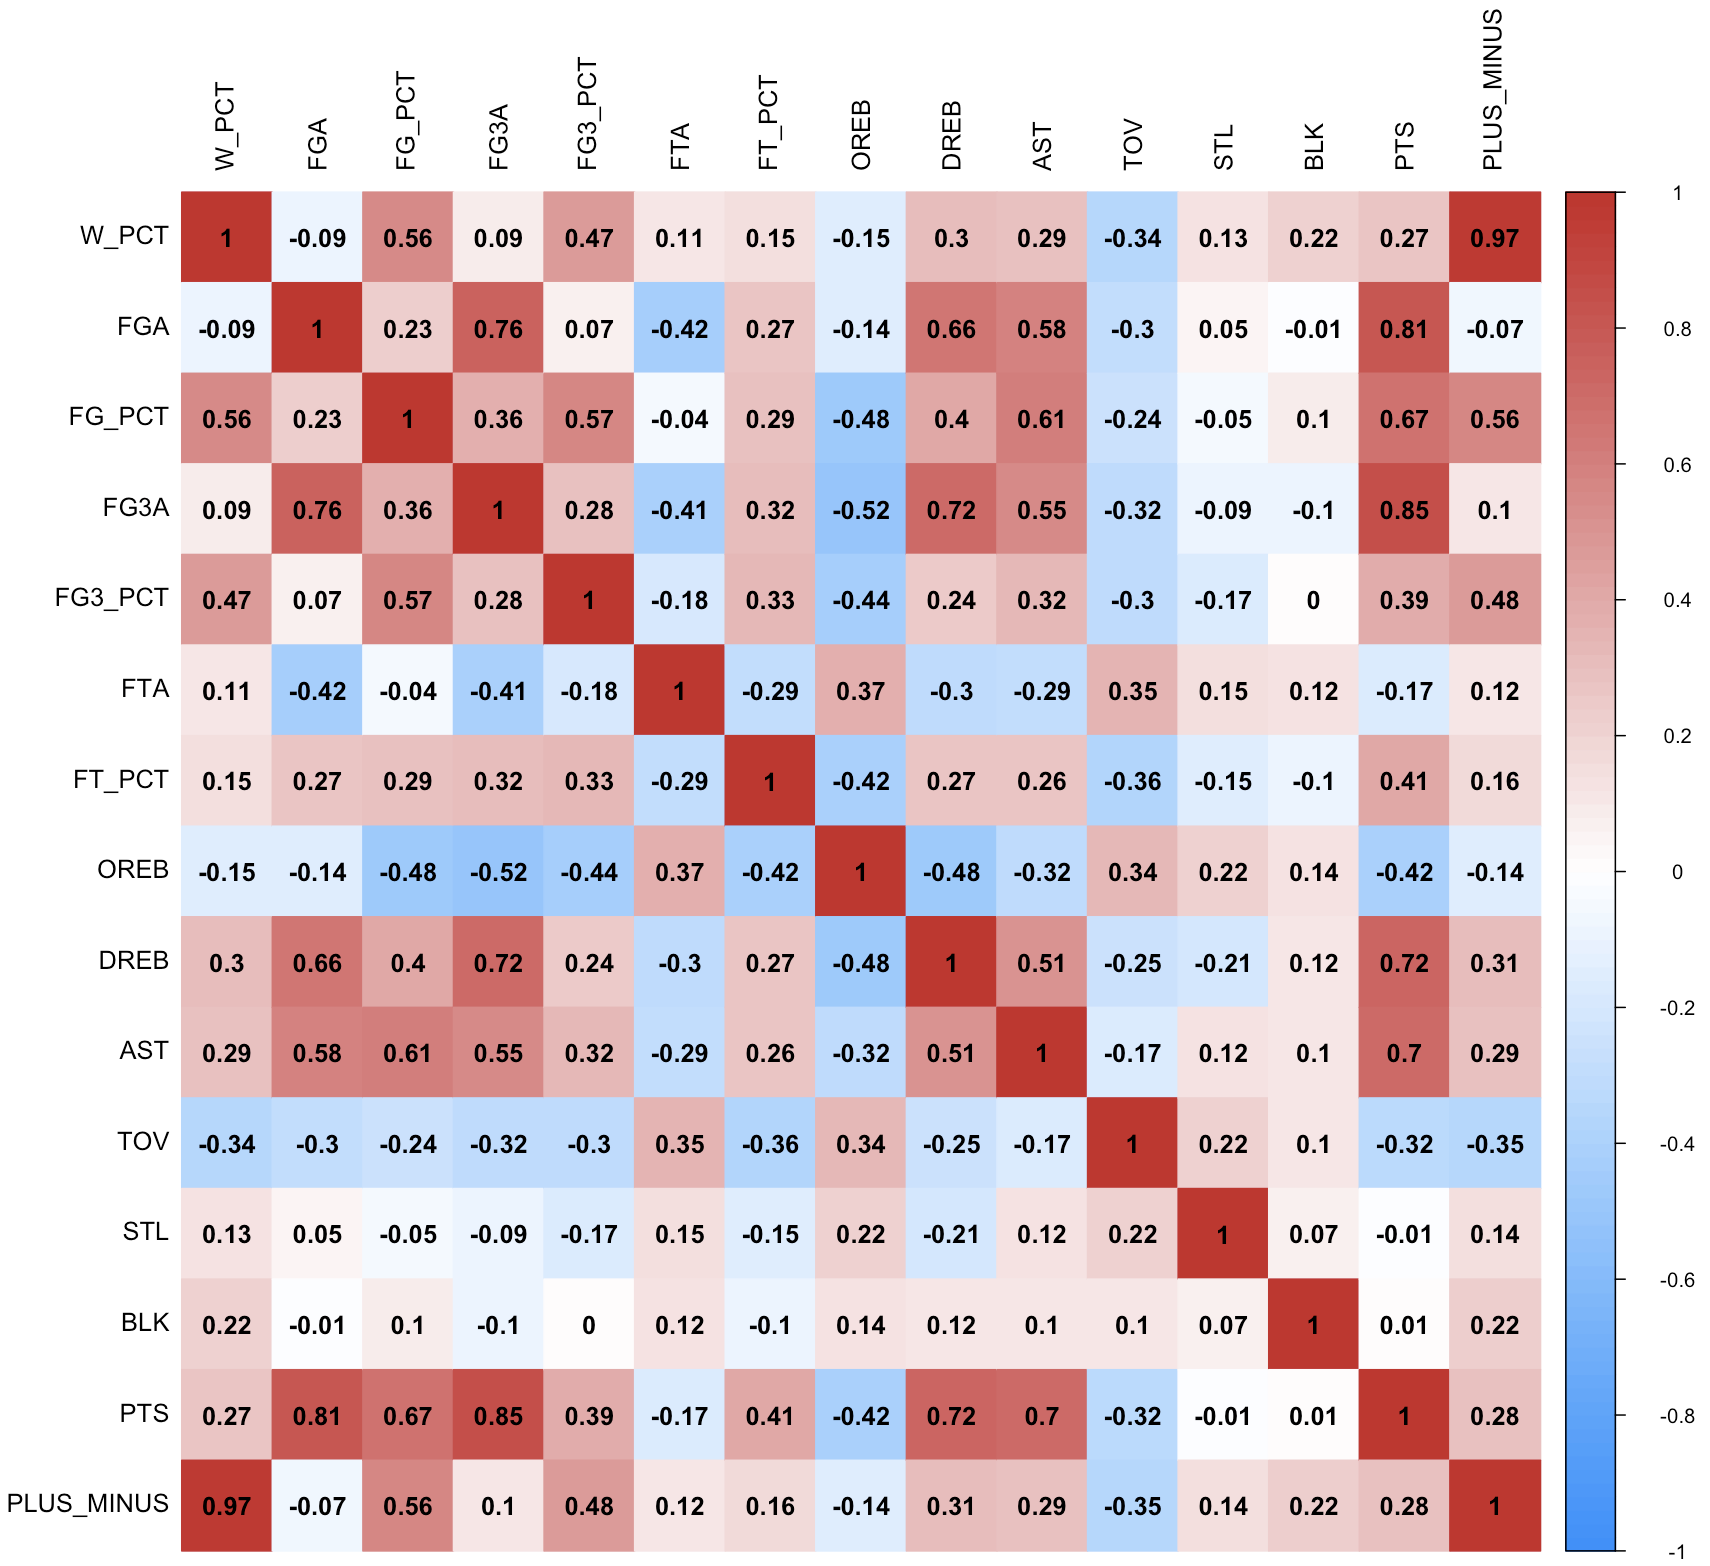 W_PCT FGA FG_PCT FG3A FG3_PCT FTA FT_PCT OREB DREB AST TOV STL BLK PTS PLUS_MINUS
W_PCT 1 -0.09 0.56 0.09 0.47 0.11 0.15 -0.15 0.3 0.29 -0.34 0.13 0.22 0.27 0.97
FGA -0.09 1 0.23 0.76 0.07 -0.42 0.27 -0.14 0.66 0.58 -0.3 0.05 -0.01 0.81 -0.07
FG_PCT 0.56 0.23 1 0.36 0.57 -0.04 0.29 -0.48 0.4 0.61 -0.24 -0.05 0.1 0.67 0.56
FG3A 0.09 0.76 0.36 1 0.28 -0.41 0.32 -0.52 0.72 0.55 -0.32 -0.09 -0.1 0.85 0.1
FG3_PCT 0.47 0.07 0.57 0.28 1 -0.18 0.33 -0.44 0.24 0.32 -0.3 -0.17 0 0.39 0.48
FTA 0.11 -0.42 -0.04 -0.41 -0.18 1 -0.29 0.37 -0.3 -0.29 0.35 0.15 0.12 -0.17 0.12
FT_PCT 0.15 0.27 0.29 0.32 0.33 -0.29 1 -0.42 0.27 0.26 -0.36 -0.15 -0.1 0.41 0.16
OREB -0.15 -0.14 -0.48 -0.52 -0.44 0.37 -0.42 1 -0.48 -0.32 0.34 0.22 0.14 -0.42 -0.14
DREB 0.3 0.66 0.4 0.72 0.24 -0.3 0.27 -0.48 1 0.51 -0.25 -0.21 0.12 0.72 0.31
AST 0.29 0.58 0.61 0.55 0.32 -0.29 0.26 -0.32 0.51 1 -0.17 0.12 0.1 0.7 0.29
TOV -0.34 -0.3 -0.24 -0.32 -0.3 0.35 -0.36 0.34 -0.25 -0.17 1 0.22 0.1 -0.32 -0.35
STL 0.13 0.05 -0.05 -0.09 -0.17 0.15 -0.15 0.22 -0.21 0.12 0.22 1 0.07 -0.01 0.14
BLK 0.22 -0.01 0.1 -0.1 0 0.12 -0.1 0.14 0.12 0.1 0.1 0.07 1 0.01 0.22
PTS 0.27 0.81 0.67 0.85 0.39 -0.17 0.41 -0.42 0.72 0.7 -0.32 -0.01 0.01 1 0.28
PLUS_MINUS 0.97 -0.07 0.56 0.1 0.48 0.12 0.16 -0.14 0.31 0.29 -0.35 0.14 0.22 0.28 1
1
0.8
0.6
0.4
0.2
0
-0.2
-0.4
-0.6
-0.8
-1